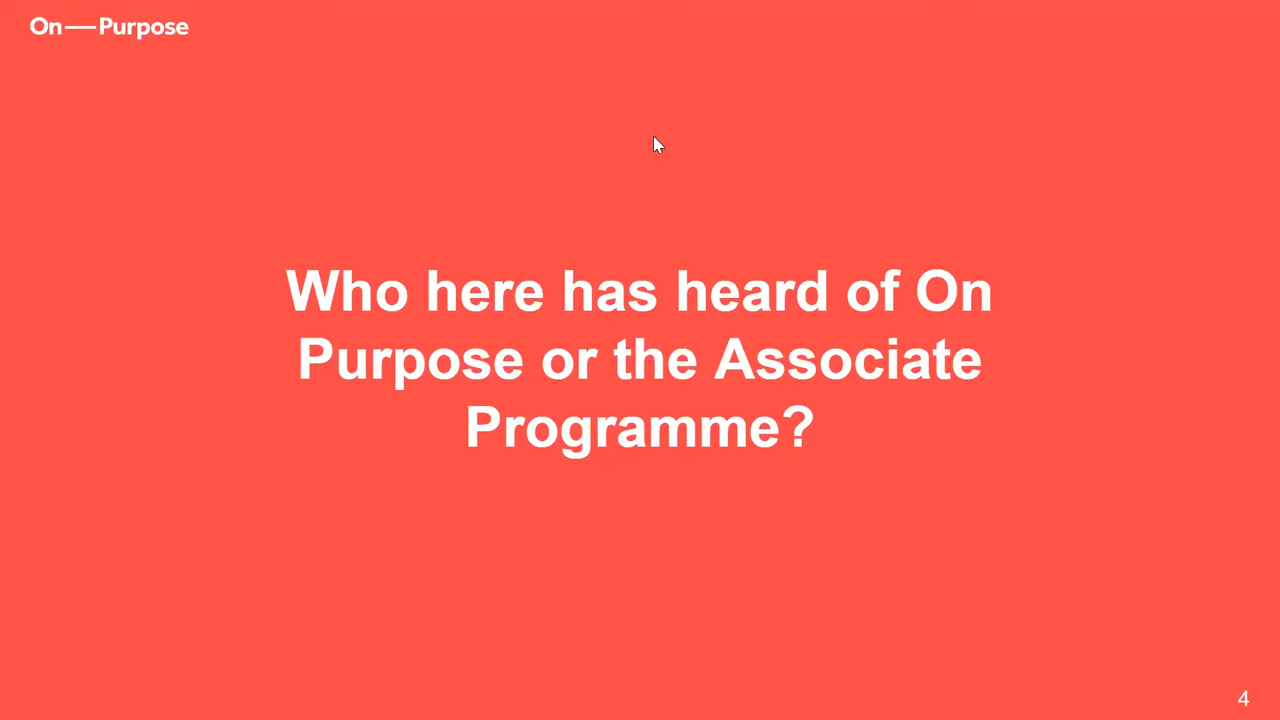 On—Purpose
Who here has heard of On
Purpose or the Associate
Programme?
4